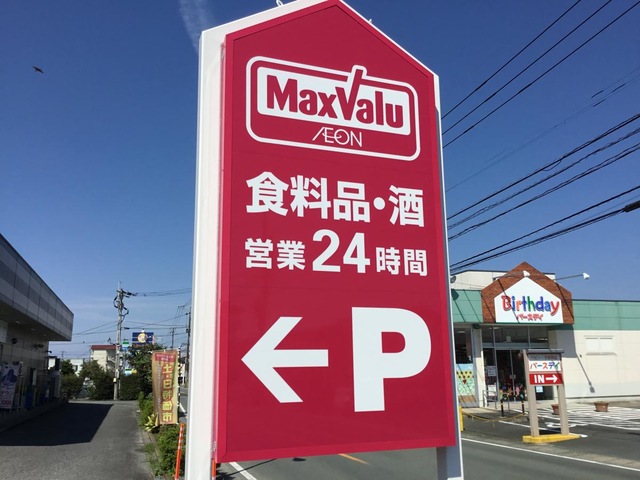 MaxValu
ÆON
食料品・酒
営業24時間
← P
Birthday
バースデイ
バースデイ
IN →